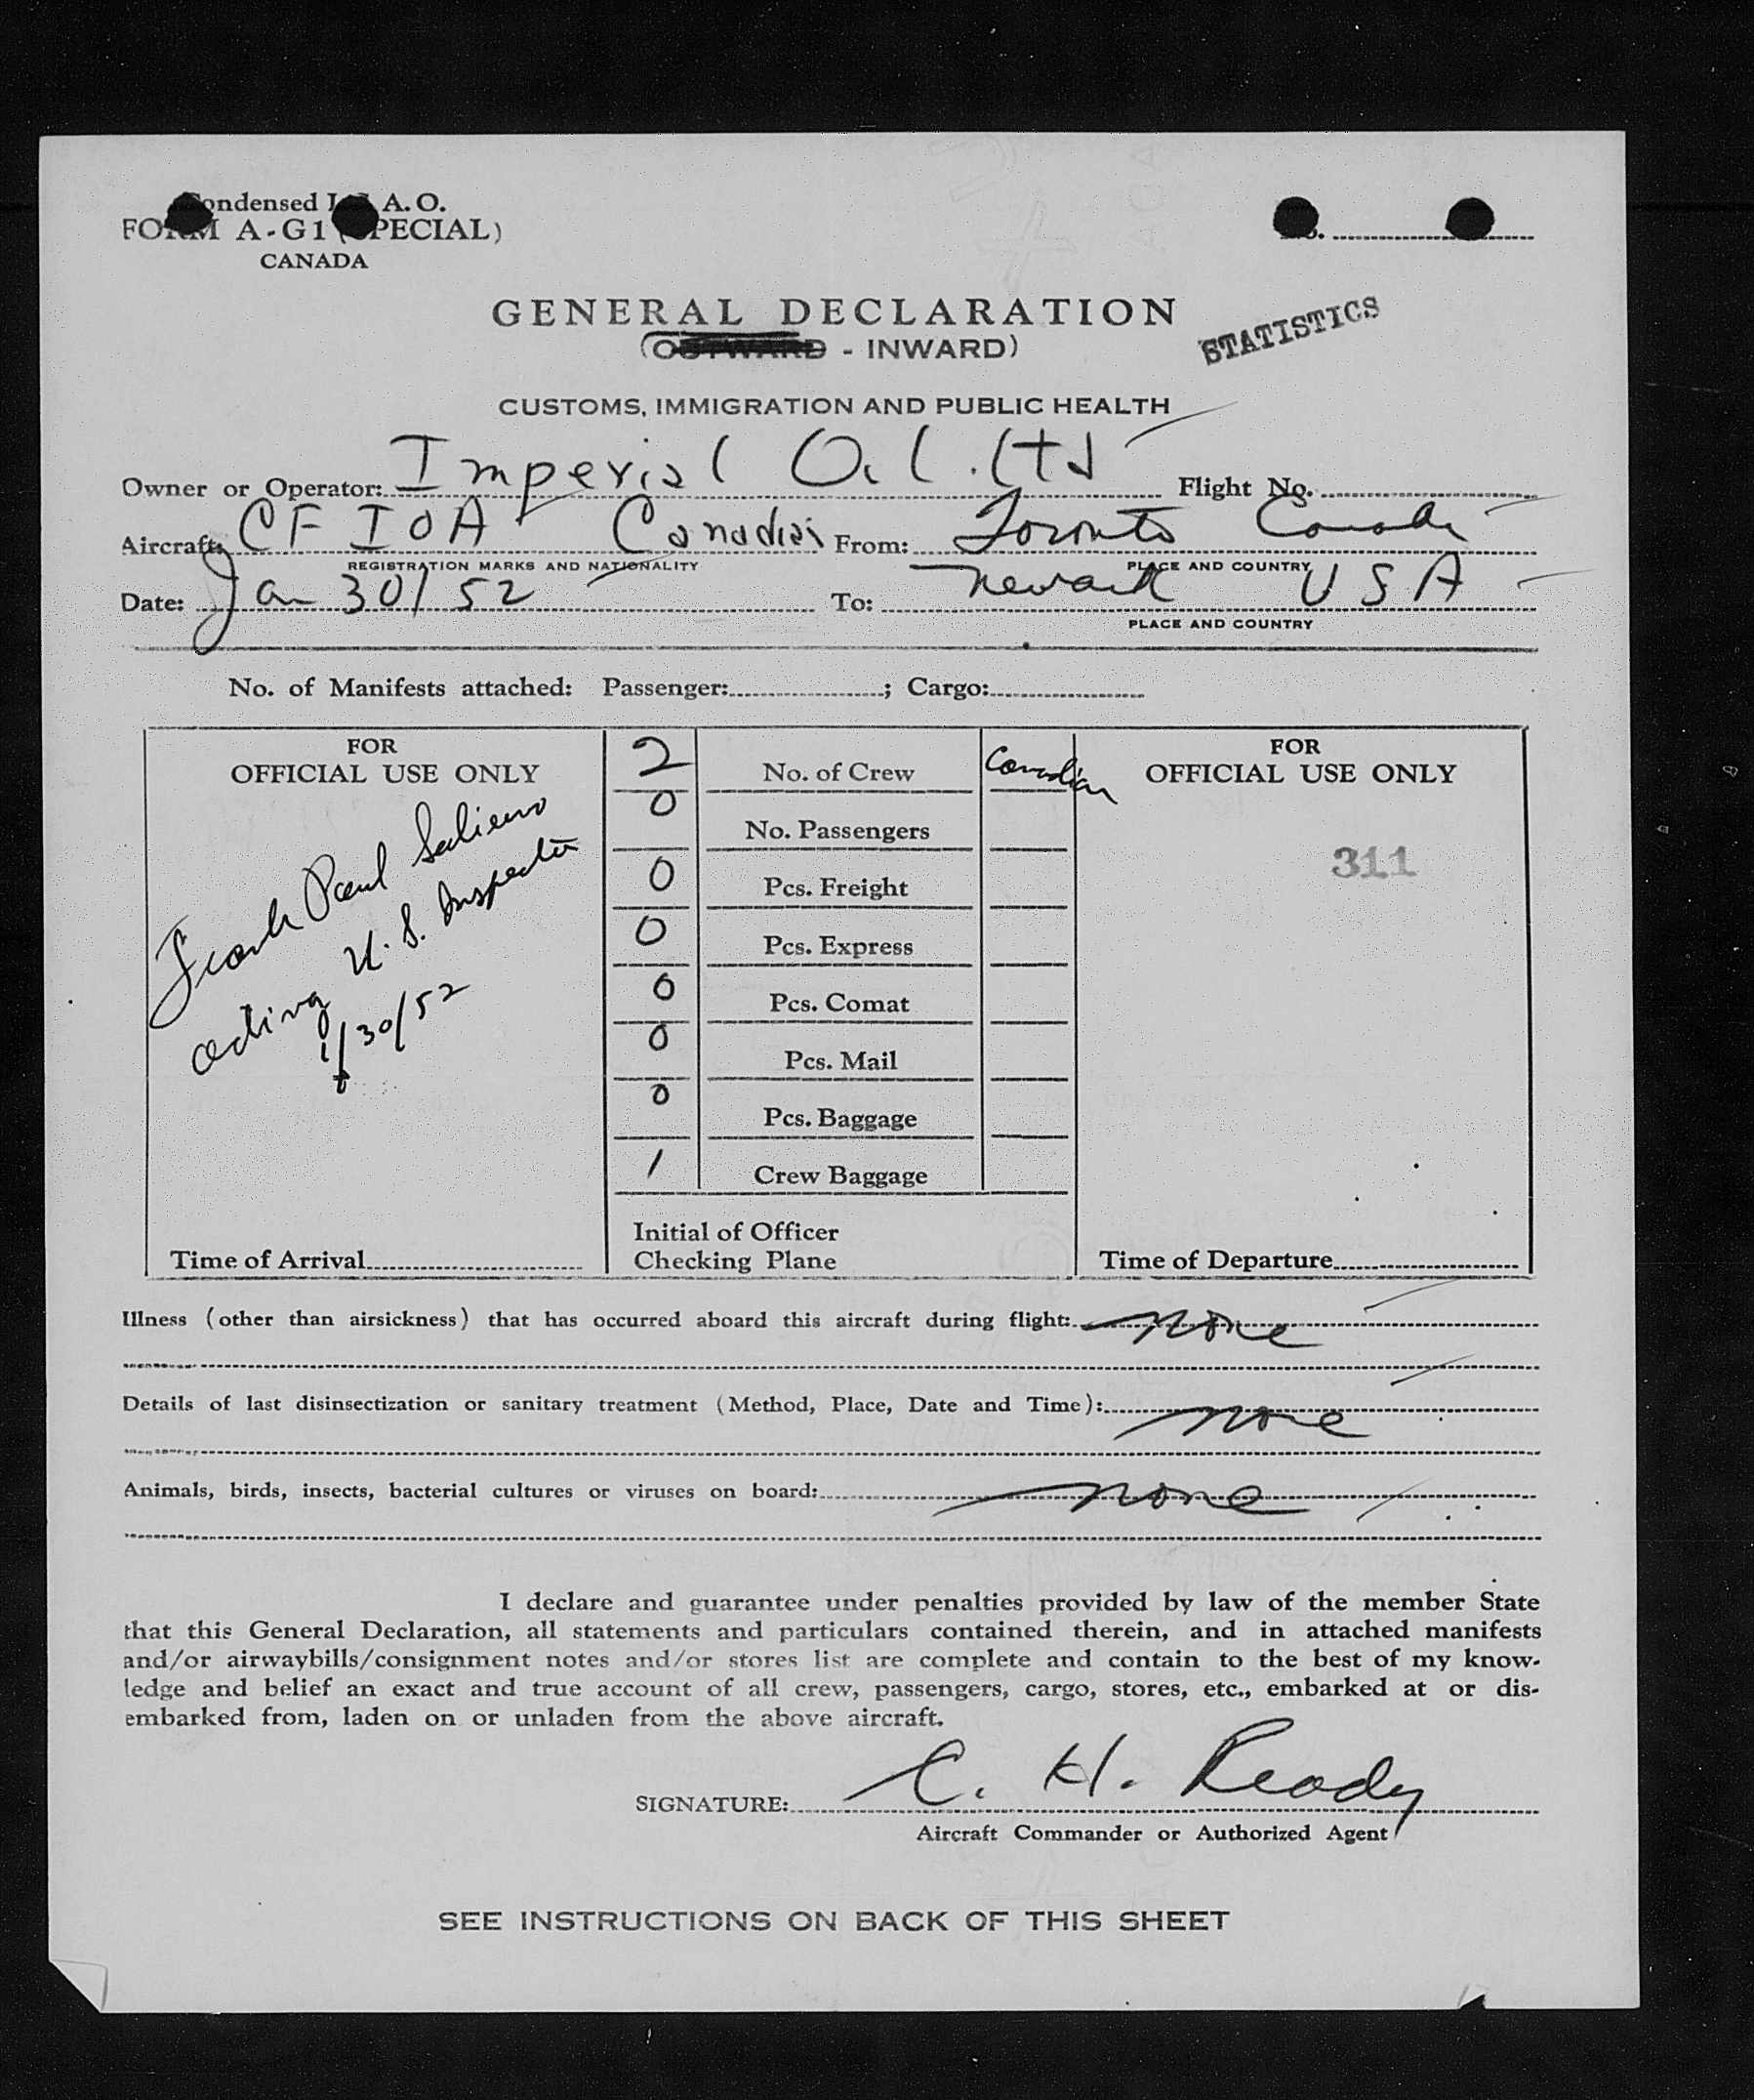 Condensed I. A. O.
FORM A-G1 (SPECIAL)
CANADA
GENERAL DECLARATION
(OUTWARD - INWARD)
STATISTICS
CUSTOMS, IMMIGRATION AND PUBLIC HEALTH
Owner or Operator: Imperial Oil Ltd Flight No.
Aircraft: CF IOA Canadian From: Toronto Canada
REGISTRATION MARKS AND NATIONALITY PLACE AND COUNTRY
Date: Jan 30/52 To: Newark USA
PLACE AND COUNTRY
No. of Manifests attached: Passenger: ; Cargo:
FOR
OFFICIAL USE ONLY
Frank Paul
acting U.S. Inspector
1/30/52
Time of Arrival
2 No. of Crew Canadian
0 No. Passengers
0 Pcs. Freight
0 Pcs. Express
0 Pcs. Comat
0 Pcs. Mail
0 Pcs. Baggage
1 Crew Baggage
Initial of Officer
Checking Plane
FOR
OFFICIAL USE ONLY
311
Time of Departure
Illness (other than airsickness) that has occurred aboard this aircraft during flight: none
Details of last disinsectization or sanitary treatment (Method, Place, Date and Time): none
Animals, birds, insects, bacterial cultures or viruses on board: none
I declare and guarantee under penalties provided by law of the member State
that this General Declaration, all statements and particulars contained therein, and in attached manifests
and/or airwaybills/consignment notes and/or stores list are complete and contain to the best of my know-
ledge and belief an exact and true account of all crew, passengers, cargo, stores, etc., embarked at or dis-
embarked from, laden on or unladen from the above aircraft.
SIGNATURE: C. H. Ready
Aircraft Commander or Authorized Agent
SEE INSTRUCTIONS ON BACK OF THIS SHEET